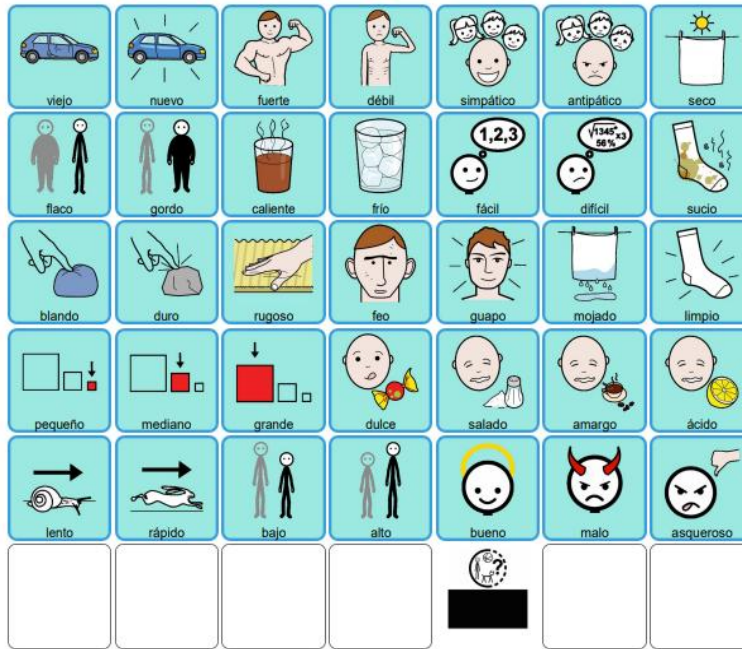 viejo nuevo fuerte débil simpático antipático seco
flaco gordo caliente 1,2,3 frío fácil √1345² x3 56% difícil sucio
blando duro rugoso feo guapo mojado limpio
pequeño mediano grande dulce salado amargo ácido
lento rápido bajo alto bueno malo asqueroso
?